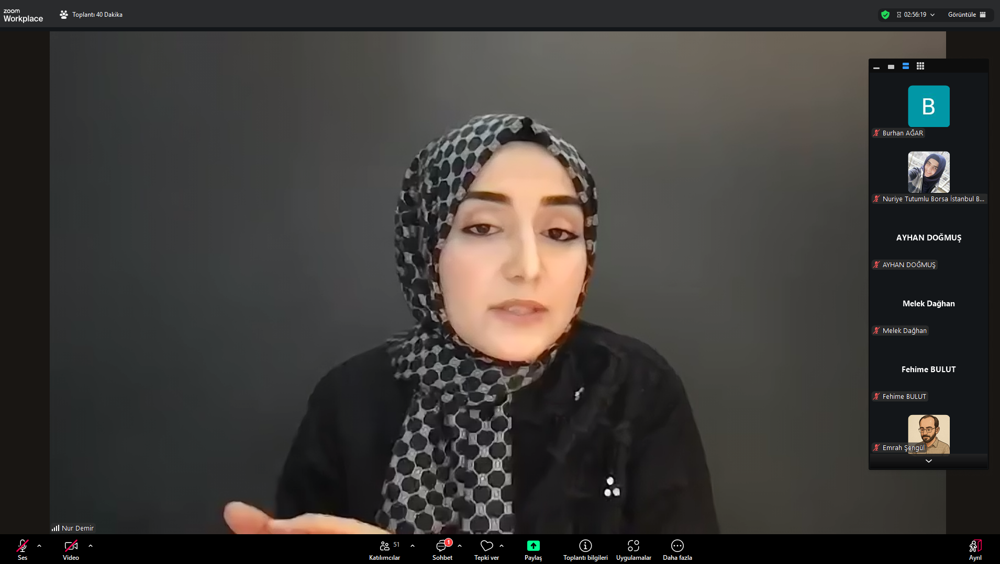 zoom
Workplace
Toplantı 40 Dakika
02:56:19
Görüntüle
B
Burhan AĞAR
Nuriye Tutumlu Borsa İstanbul B...
AYHAN DOĞMUŞ
AYHAN DOĞMUŞ
Melek Dağhan
Melek Dağhan
Fehime BULUT
Fehime BULUT
Emrah Şengül
Nur Demir
Ses
Video
51
Katılımcılar
1
Sohbet
Tepki ver
Paylaş
Toplantı bilgileri
Uygulamalar
Daha fazla
Ayrıl